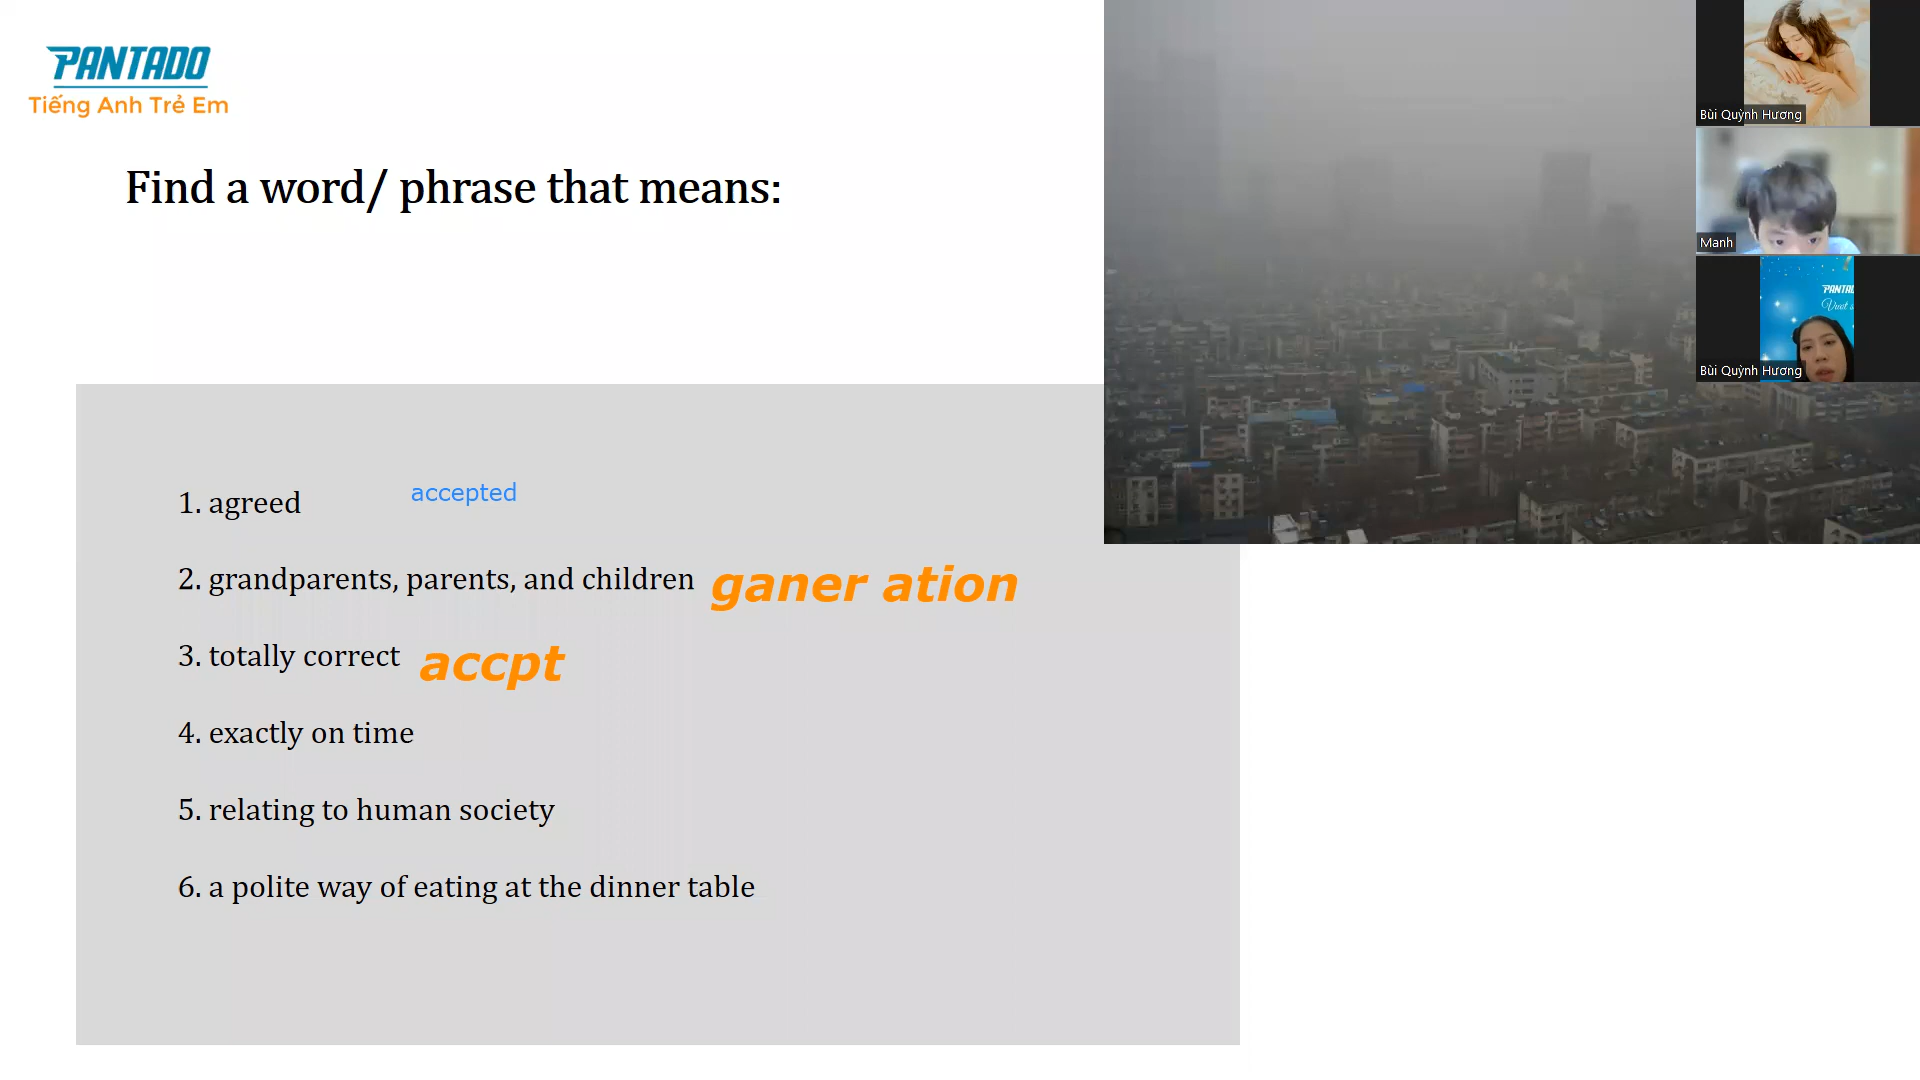 PANTADO
Tiếng Anh Trẻ Em
Find a word/ phrase that means:
1. agreed accepted
2. grandparents, parents, and children ganer ation
3. totally correct accpt
4. exactly on time
5. relating to human society
6. a polite way of eating at the dinner table
Bùi Quỳnh Hương
Manh
PANTAD
Bùi Quỳnh Hương